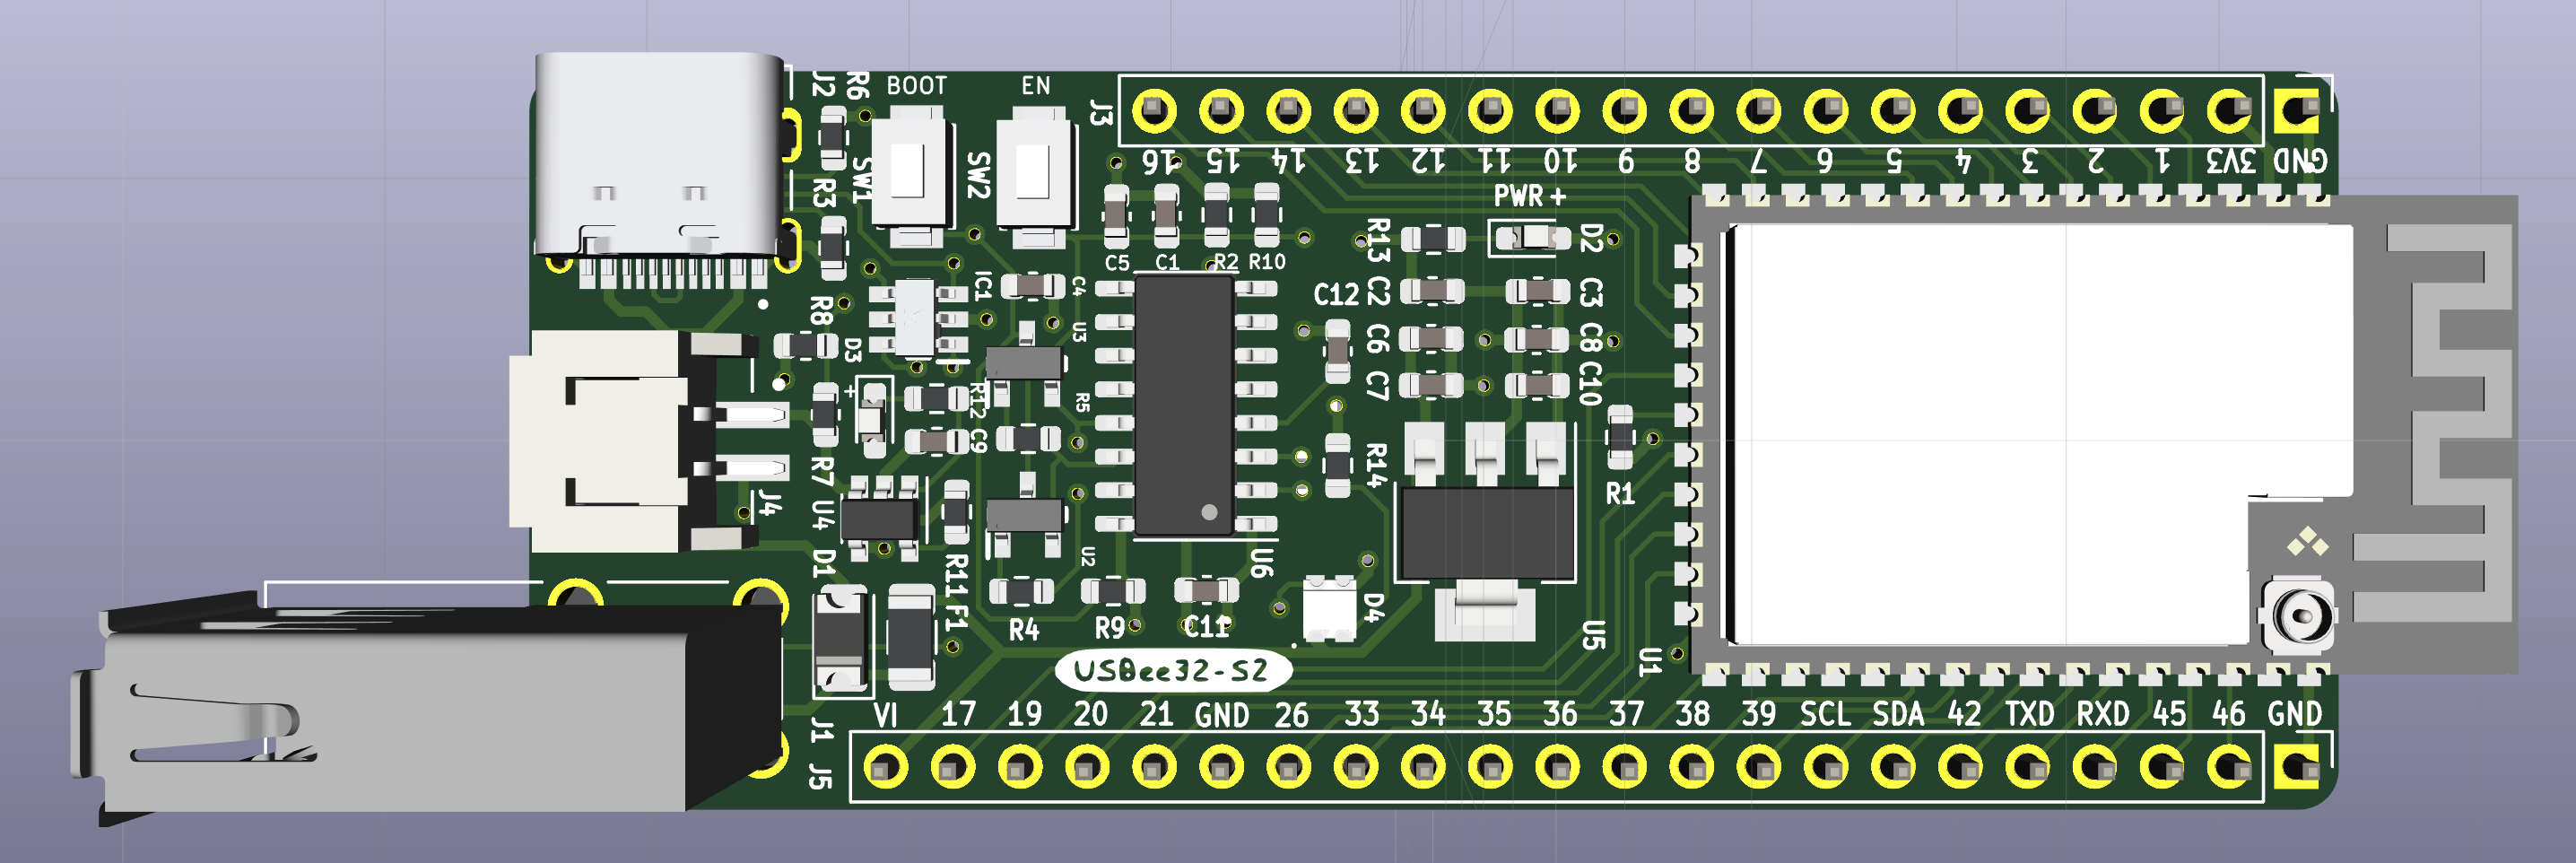 BOOT
EN
J2
R6
J3
16 15 14 13 12 11 10 9 8 7 6 5 4 3 2 1 3V3 GND
R3
SW1
SW2
PWR +
R13
D2
C5 C1 R2 R10
IC1
C4
C12
C2
C3
R8
U3
C6
C8
D3
+
C7
C10
R12
R5
C9
R7
J4
U4
R14
R1
D1
U2
U6
R11
F1
R4
R9
C11
D4
U5
U1
USBee32-S2
J1
VI 17 19 20 21 GND 26 33 34 35 36 37 38 39 SCL SDA 42 TXD RXD 45 46 GND
J5